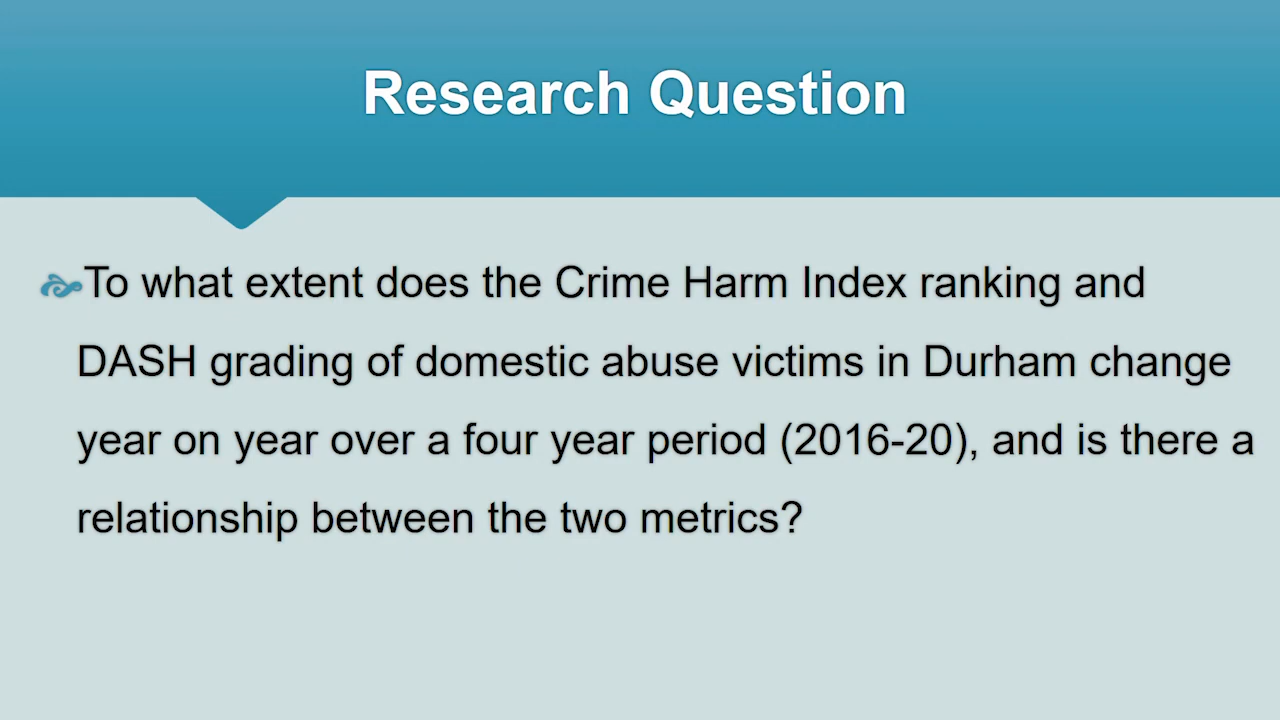 Research Question
To what extent does the Crime Harm Index ranking and
DASH grading of domestic abuse victims in Durham change
year on year over a four year period (2016-20), and is there a
relationship between the two metrics?